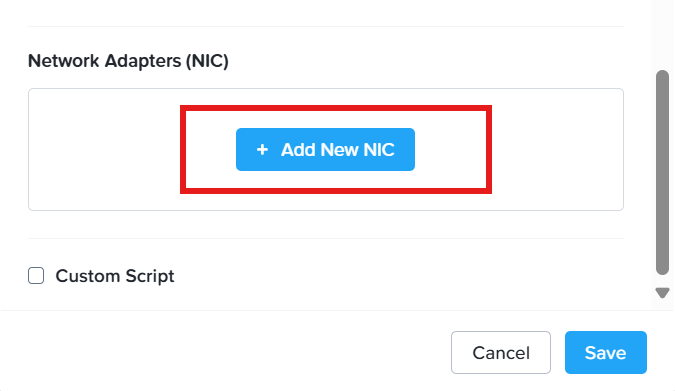 Network Adapters (NIC)
+ Add New NIC
Custom Script
Cancel
Save